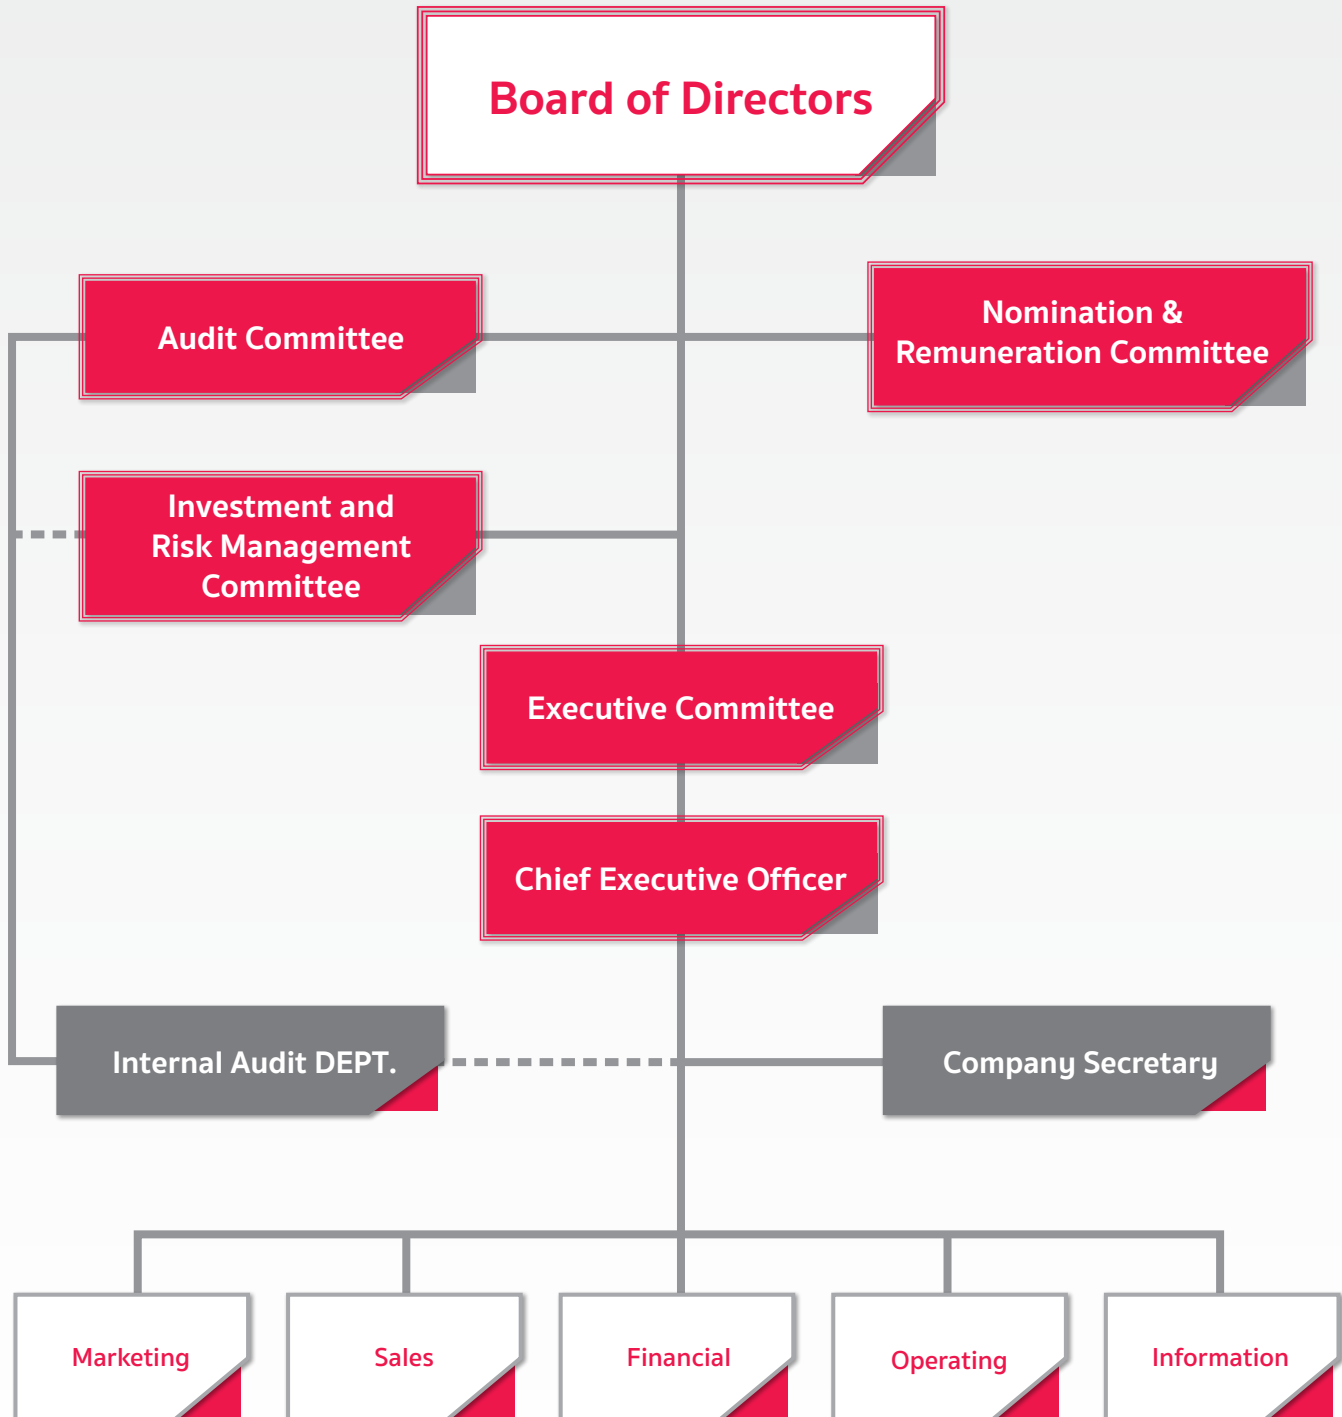 Board of Directors
Audit Committee
Nomination &
Remuneration Committee
Investment and
Risk Management
Committee
Executive Committee
Chief Executive Officer
Internal Audit DEPT.
Company Secretary
Marketing
Sales
Financial
Operating
Information